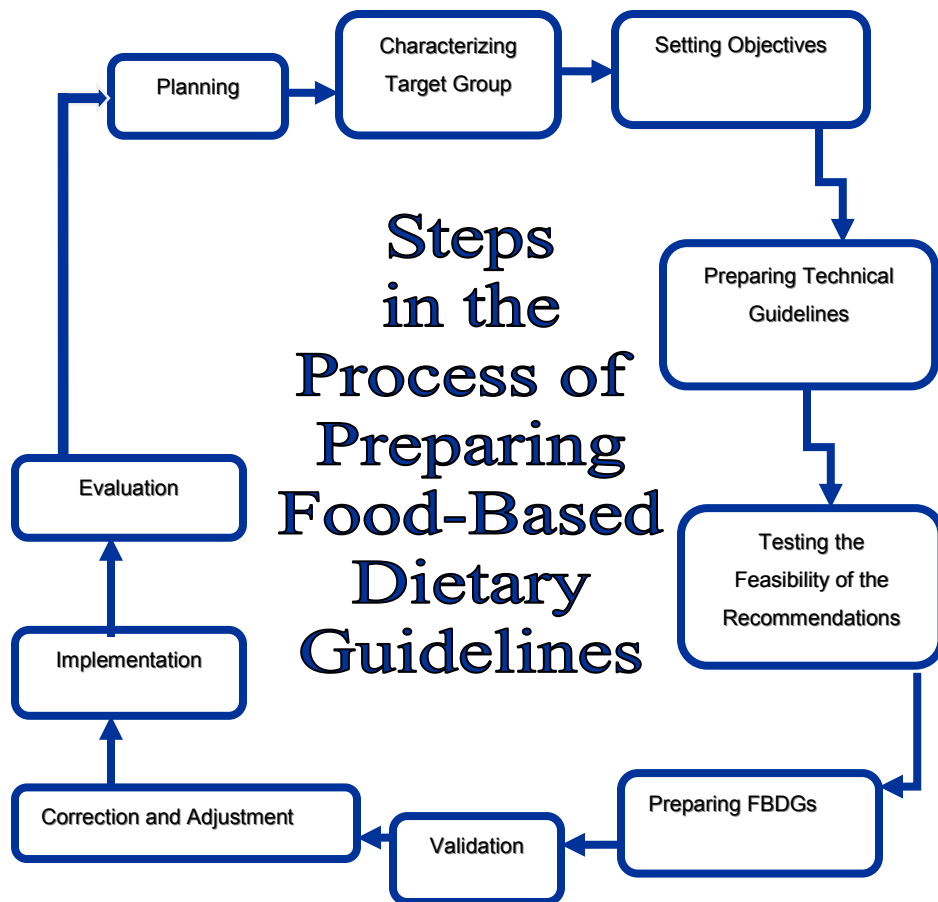 Planning
Characterizing
Target Group
Setting Objectives
Preparing Technical
Guidelines
Testing the
Feasibility of the
Recommendations
Preparing FBDGs
Validation
Correction and Adjustment
Implementation
Evaluation
Steps
in the
Process of
Preparing
Food-Based
Dietary
Guidelines